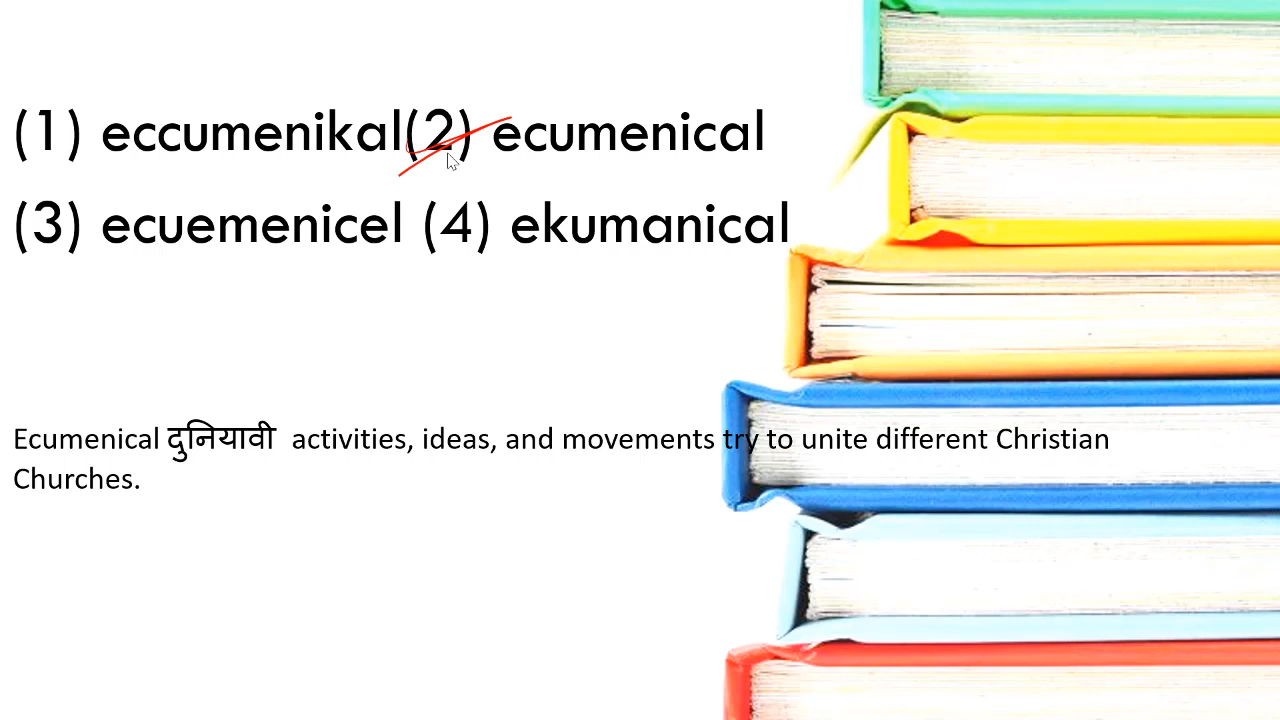 (1) eccumenikal(2) ecumenical
(3) ecuemenicel (4) ekumanical
Ecumenical दुनियावी activities, ideas, and movements try to unite different Christian
Churches.